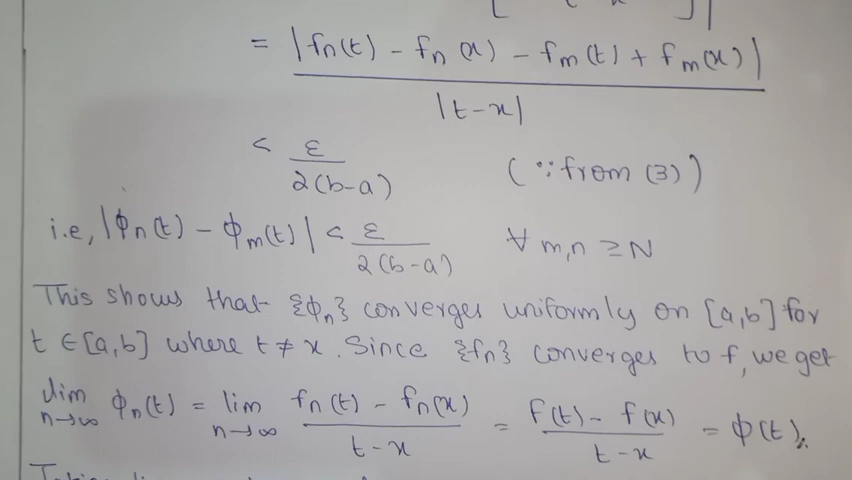 = |fn(t) - fn(x) - fm(t) + fm(x)|
|t-x|
< ε / 2(b-a) (∵ from (3))
i.e, |ϕn(t) - ϕm(t)| < ε / 2(b-a) ∀ m,n ≥ N
This shows that {ϕn} converges uniformly on [a,b] for
t ∈ [a,b] where t ≠ x. Since {fn} converges to f, we get
lim n→∞ ϕn(t) = lim n→∞ fn(t) - fn(x) / t-x = f(t) - f(x) / t-x = ϕ(t).